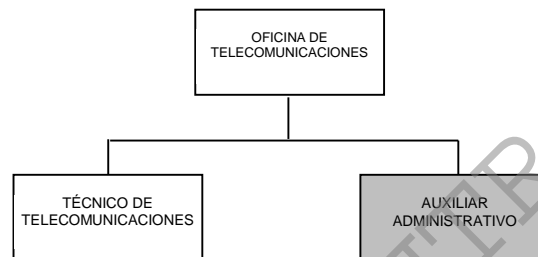 OFICINA DE
TELECOMUNICACIONES
TÉCNICO DE
TELECOMUNICACIONES
AUXILIAR
ADMINISTRATIVO